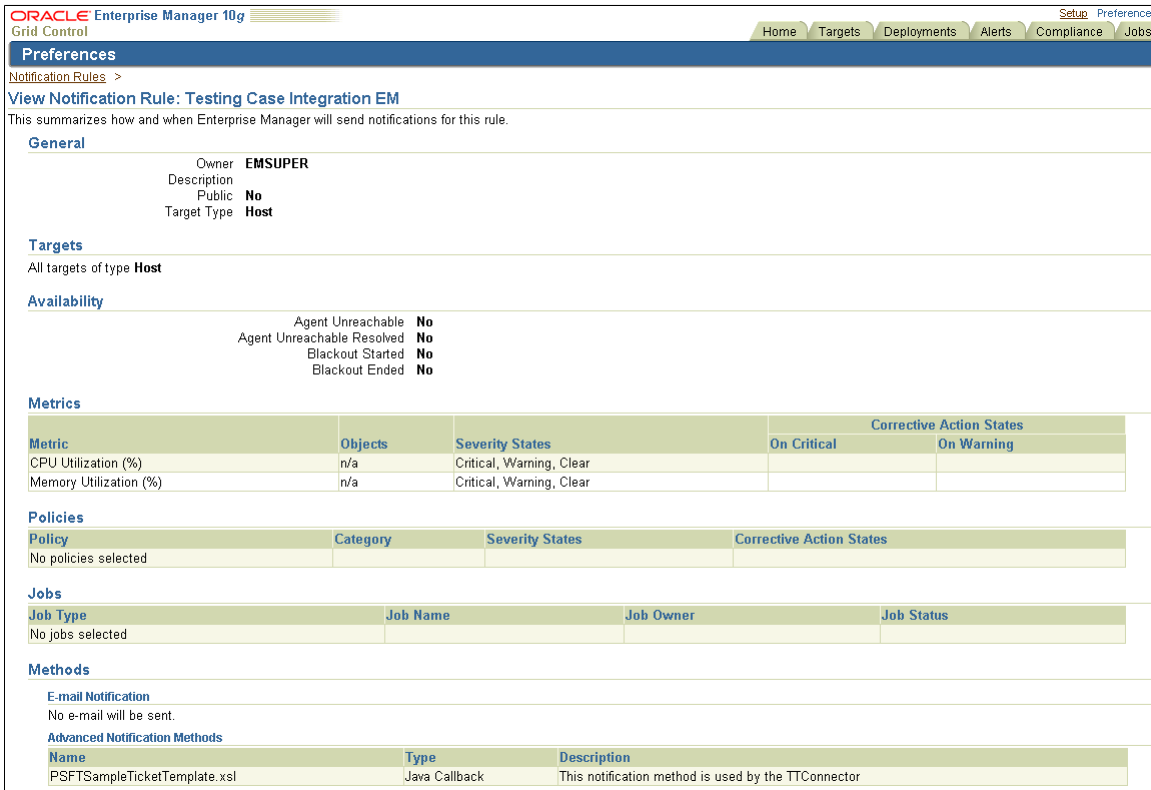 ORACLE Enterprise Manager 10g
Setup Preference
Grid Control
Home Targets Deployments Alerts Compliance Jobs
Preferences
Notification Rules >
View Notification Rule: Testing Case Integration EM
This summarizes how and when Enterprise Manager will send notifications for this rule.
General
Owner EMSUPER
Description
Public No
Target Type Host
Targets
All targets of type Host
Availability
Agent Unreachable No
Agent Unreachable Resolved No
Blackout Started No
Blackout Ended No
Metrics
Corrective Action States
Metric Objects Severity States On Critical On Warning
CPU Utilization (%) n/a Critical, Warning, Clear
Memory Utilization (%) n/a Critical, Warning, Clear
Policies
Policy Category Severity States Corrective Action States
No policies selected
Jobs
Job Type Job Name Job Owner Job Status
No jobs selected
Methods
E-mail Notification
No e-mail will be sent.
Advanced Notification Methods
Name Type Description
PSFTSampleTicketTemplate.xsl Java Callback This notification method is used by the TTConnector